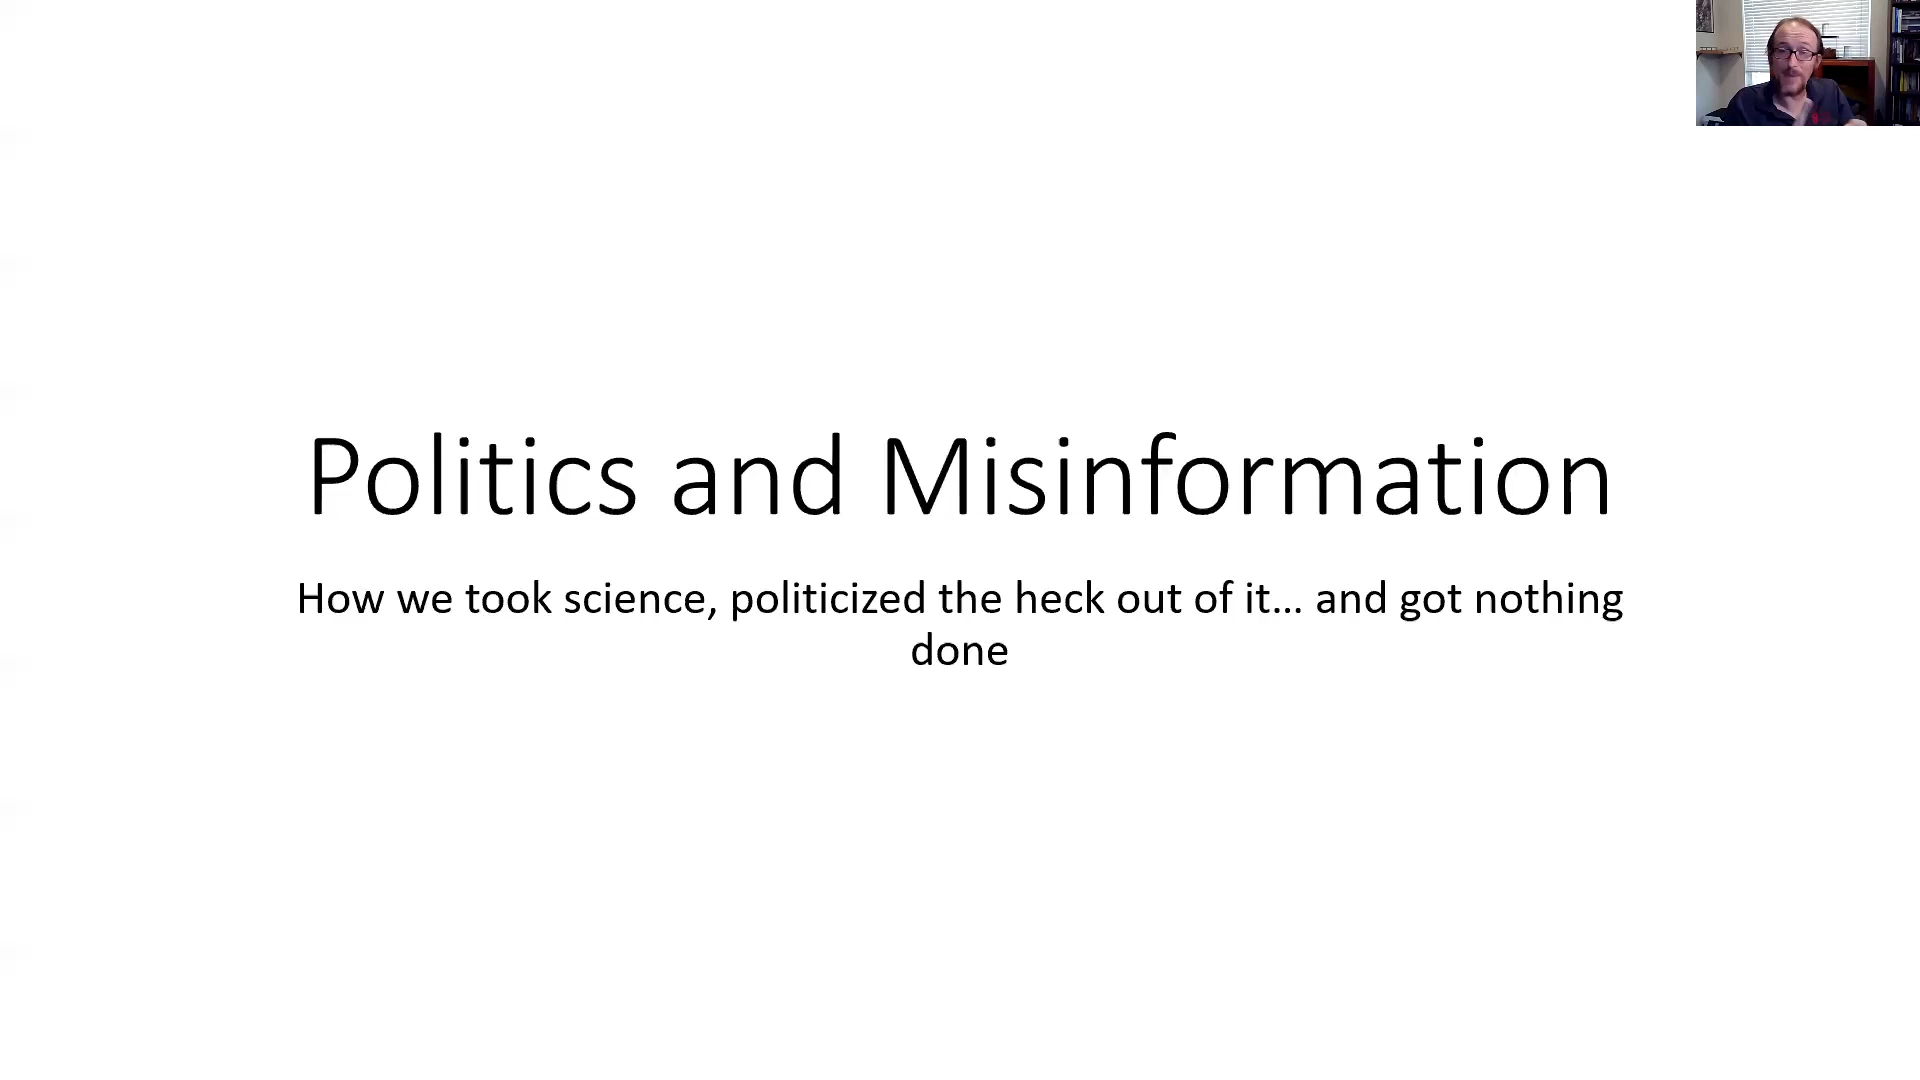 Politics and Misinformation
How we took science, politicized the heck out of it… and got nothing
done